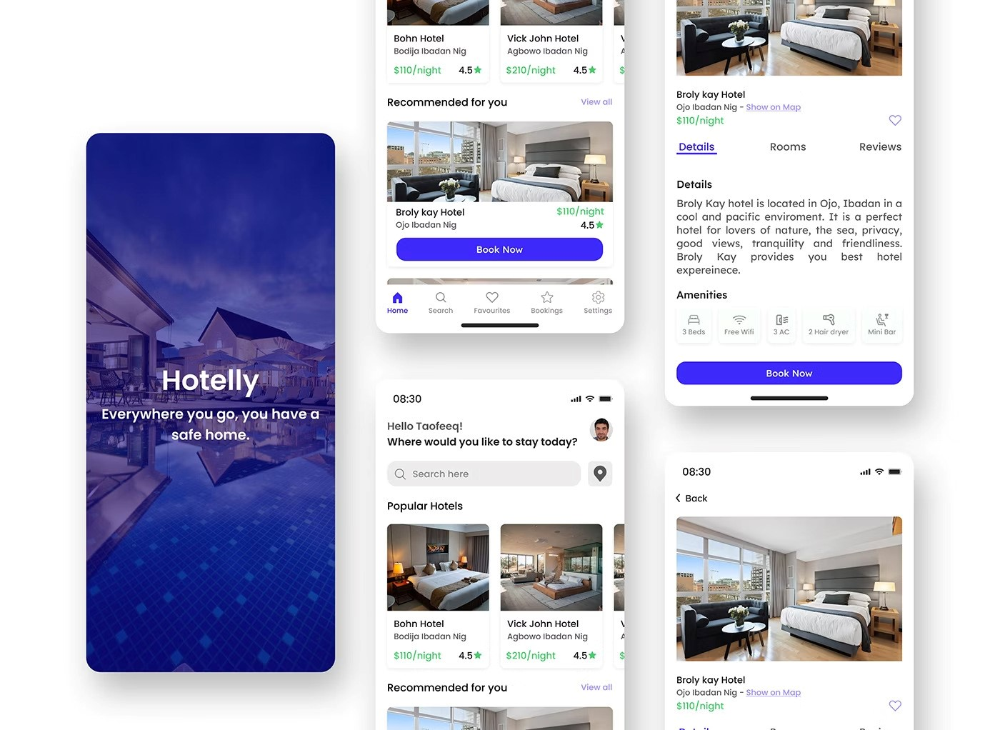 Hotelly
Everywhere you go, you have a
safe home.
Bohn Hotel
Bodija Ibadan Nig
$110/night 4.5
Vick John Hotel
Agbowo Ibadan Nig
$210/night 4.5
V
A
$
Recommended for you View all
Broly kay Hotel $110/night
Ojo Ibadan Nig 4.5
Book Now
Home Search Favourites Bookings Settings
08:30
Hello Taofeeq!
Where would you like to stay today?
Search here
Popular Hotels
Bohn Hotel
Bodija Ibadan Nig
$110/night 4.5
Vick John Hotel
Agbowo Ibadan Nig
$210/night 4.5
V
A
$
Recommended for you View all
Broly kay Hotel
Ojo Ibadan Nig - Show on Map
$110/night
Details Rooms Reviews
Details
Broly Kay hotel is located in Ojo, Ibadan in a
cool and pacific enviroment. It is a perfect
hotel for lovers of nature, the sea, privacy,
good views, tranquility and friendliness.
Broly Kay provides you best hotel
expereinece.
Amenities
3 Beds Free Wifi 3 AC 2 Hair dryer Mini Bar
Book Now
08:30
Back
Broly kay Hotel
Ojo Ibadan Nig - Show on Map
$110/night